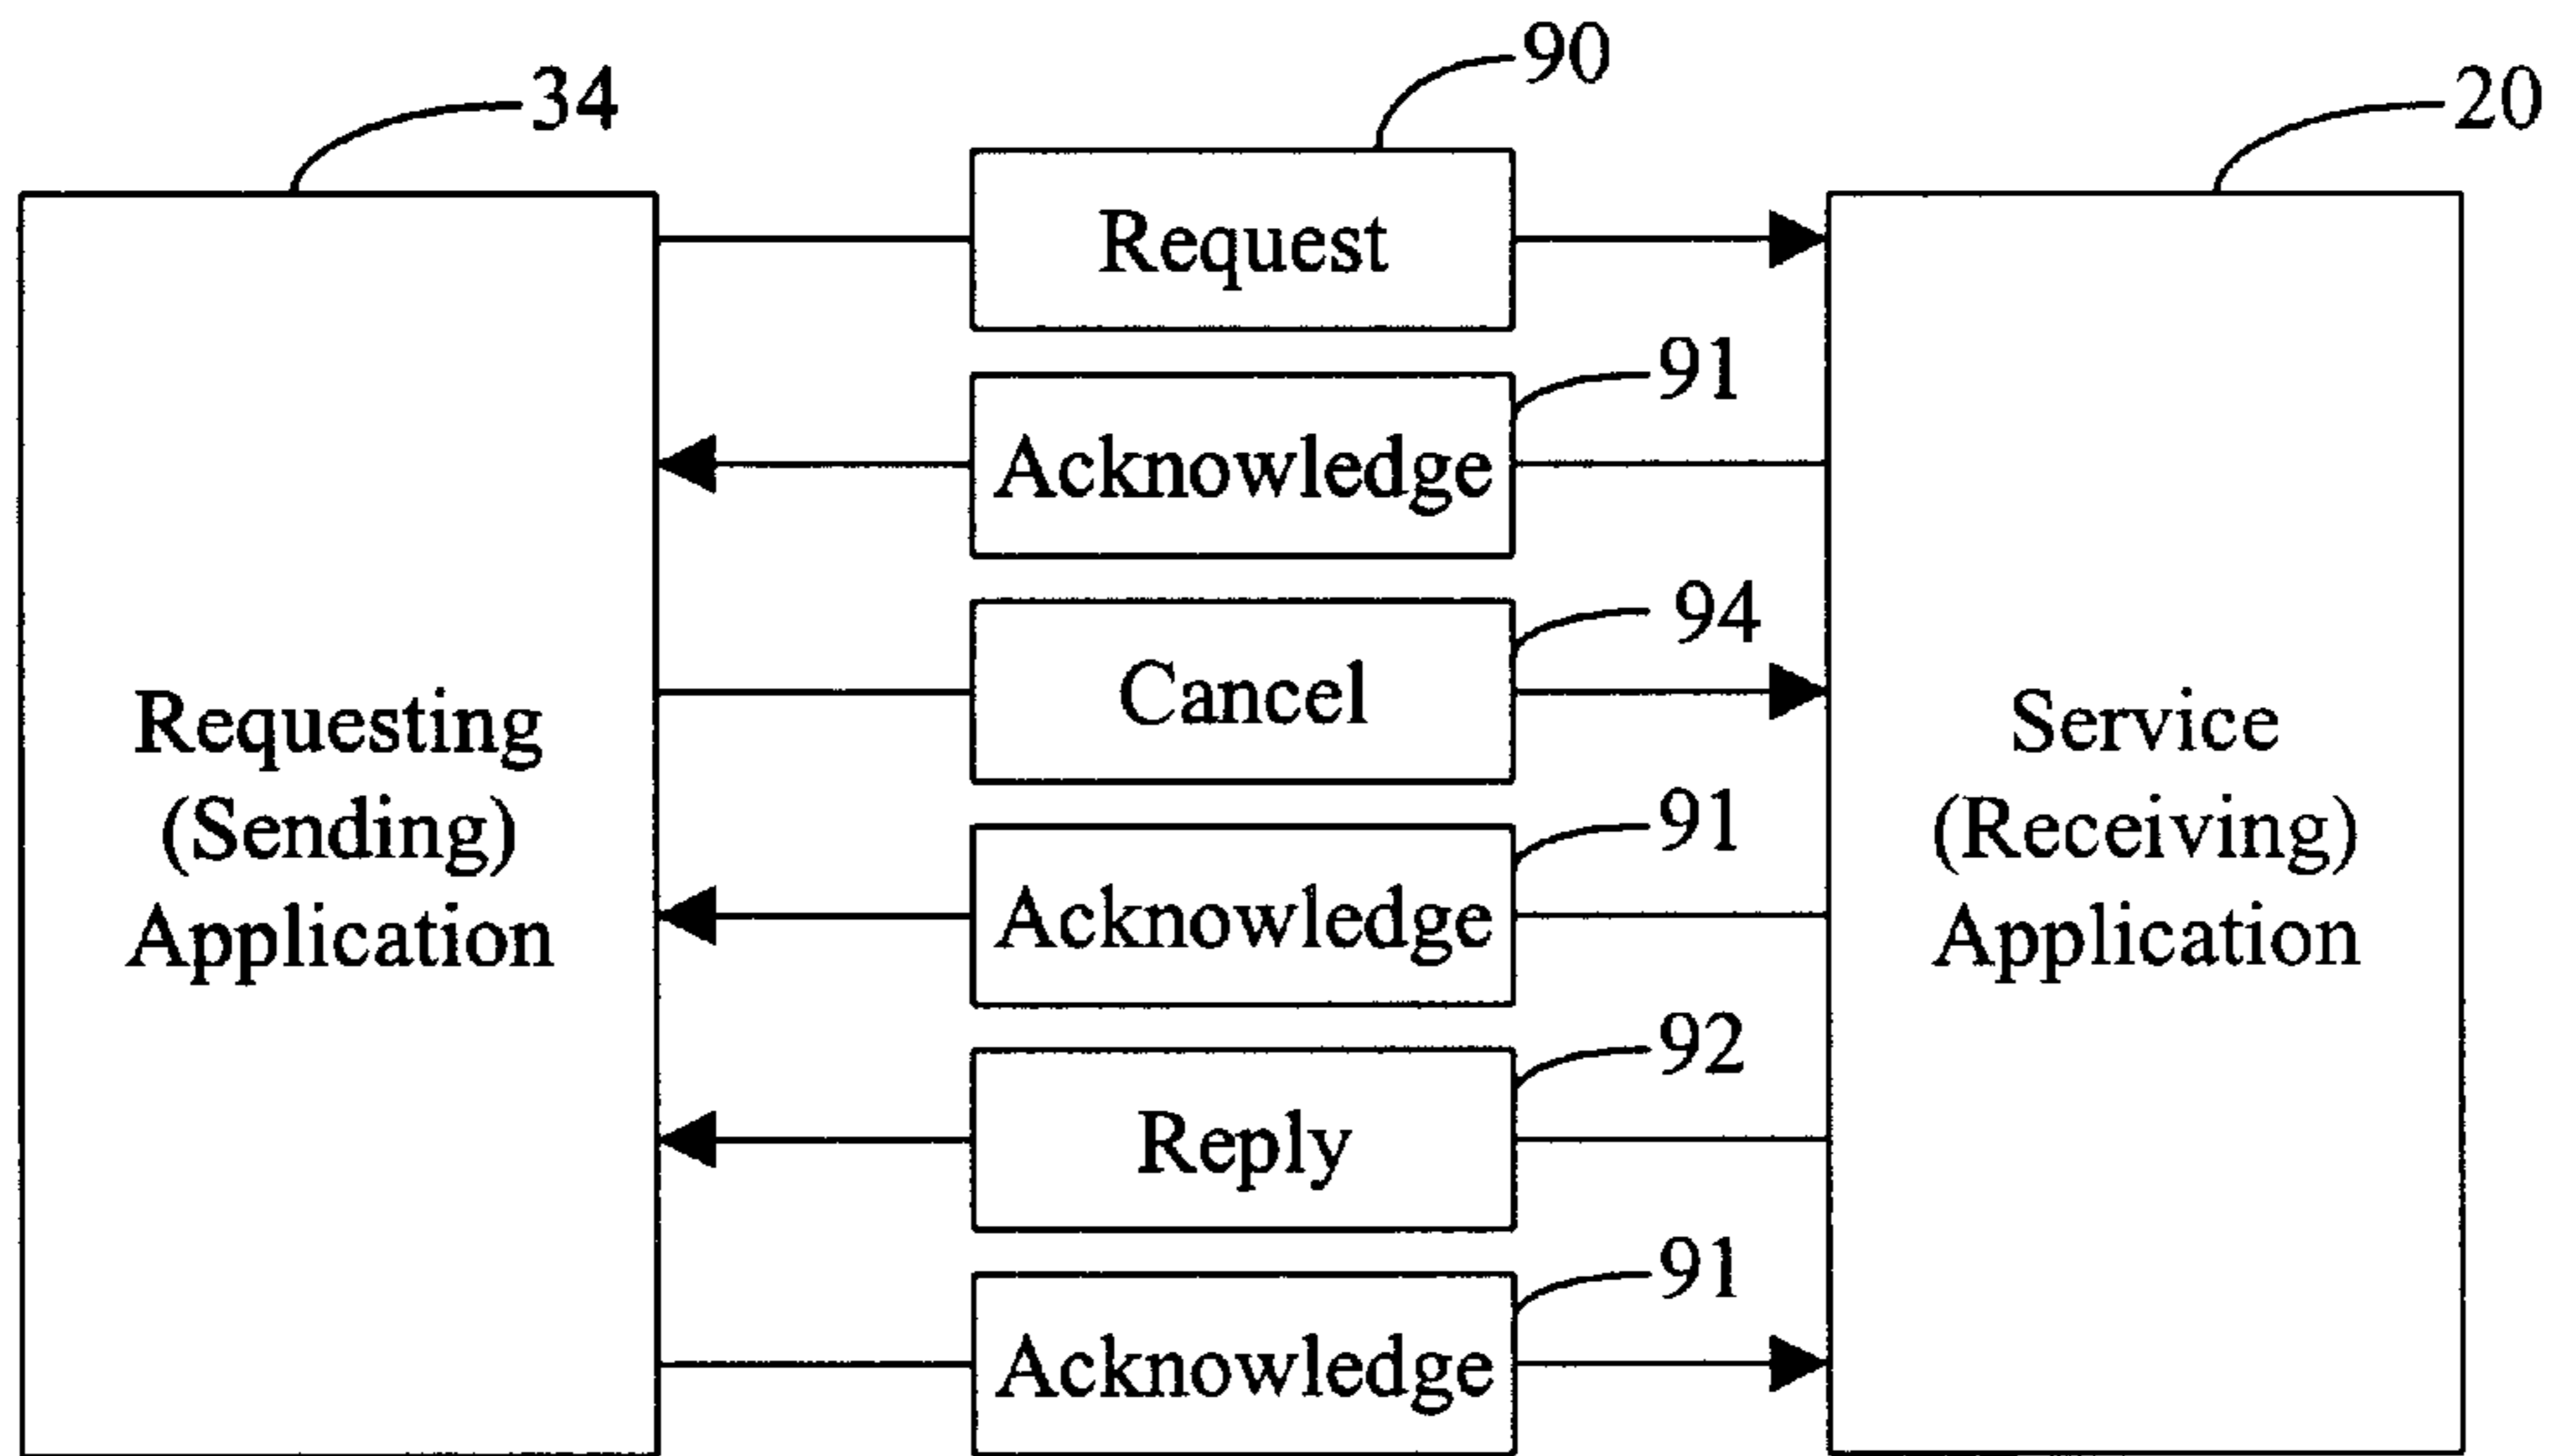 34
90
20
Request
91
Acknowledge
94
Cancel
Requesting
(Sending)
Application
Service
(Receiving)
Application
91
Acknowledge
92
Reply
91
Acknowledge